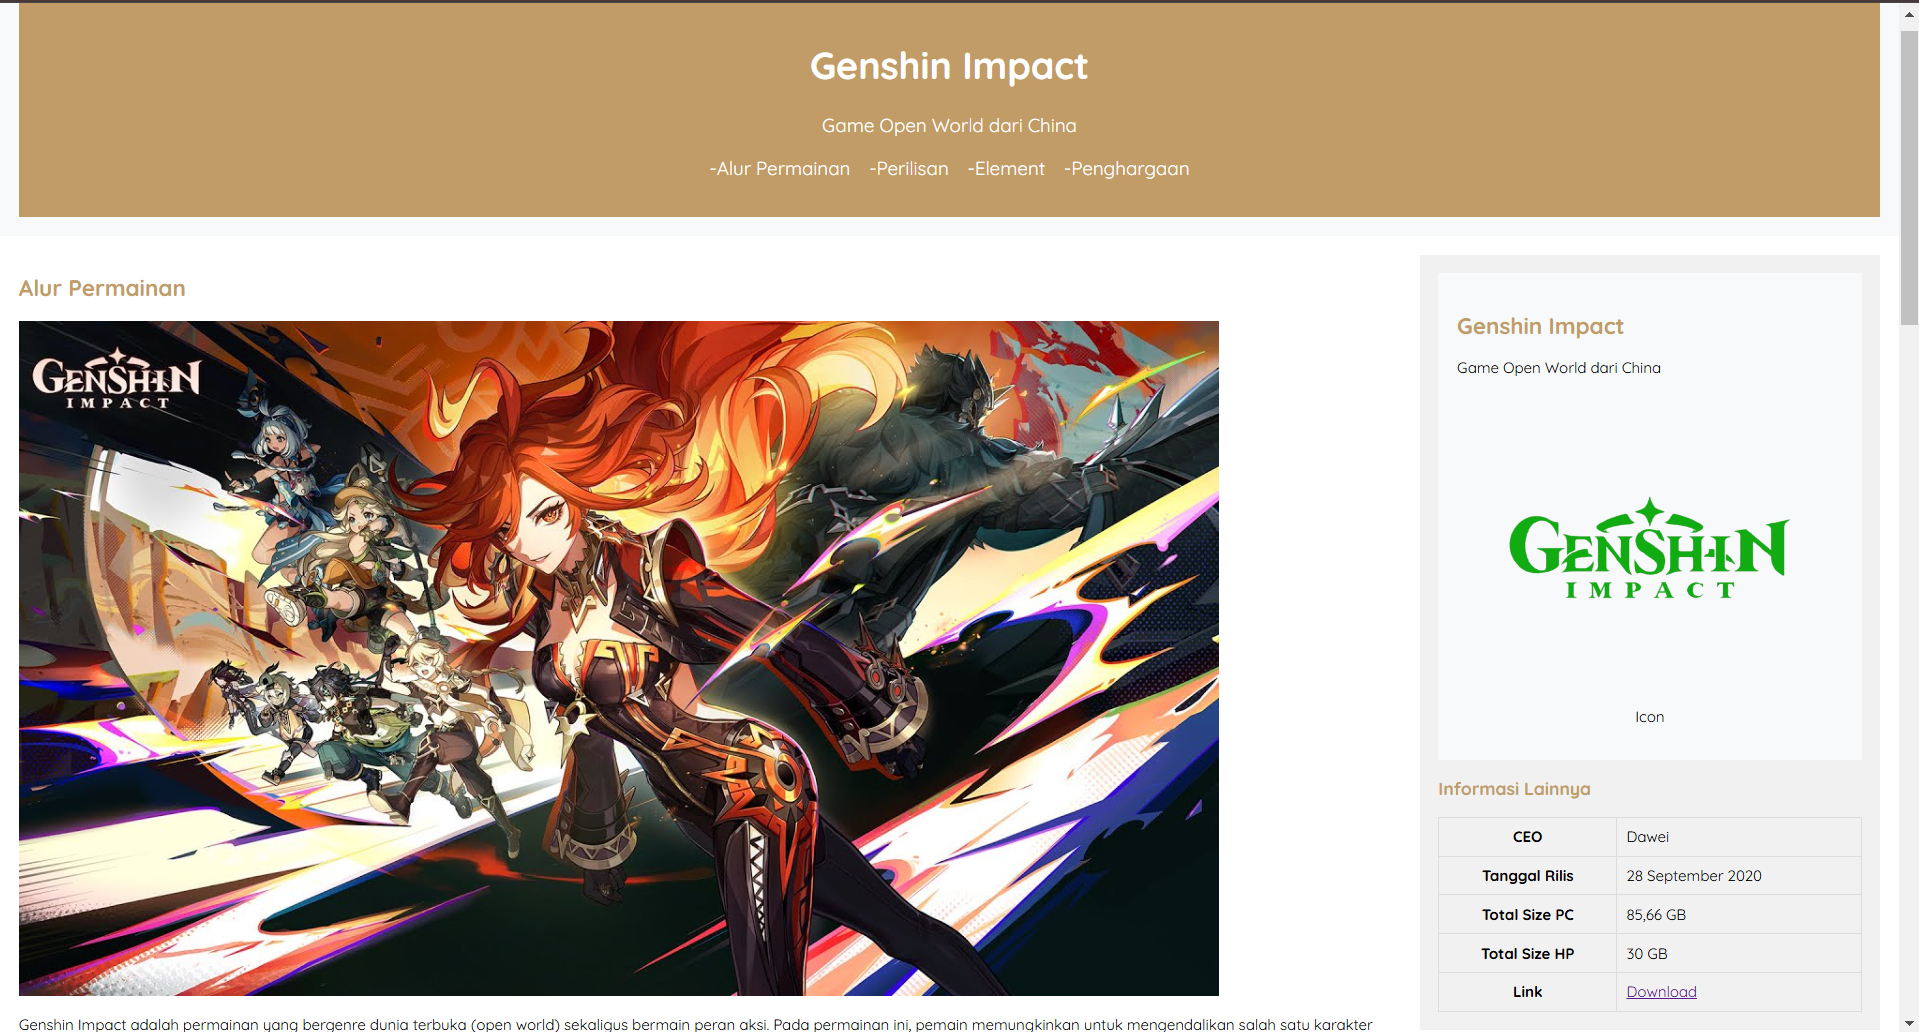 Genshin Impact
Game Open World dari China
-Alur Permainan -Perilisan -Element -Penghargaan
Alur Permainan
GENSHIN
IMPACT
Genshin Impact adalah permainan yang bergenre dunia terbuka (open world) sekaligus bermain peran aksi. Pada permainan ini, pemain memungkinkan untuk mengendalikan salah satu karakter
Genshin Impact
Game Open World dari China
GENSHIN
IMPACT
Icon
Informasi Lainnya
CEO Dawei
Tanggal Rilis 28 September 2020
Total Size PC 85,66 GB
Total Size HP 30 GB
Link Download